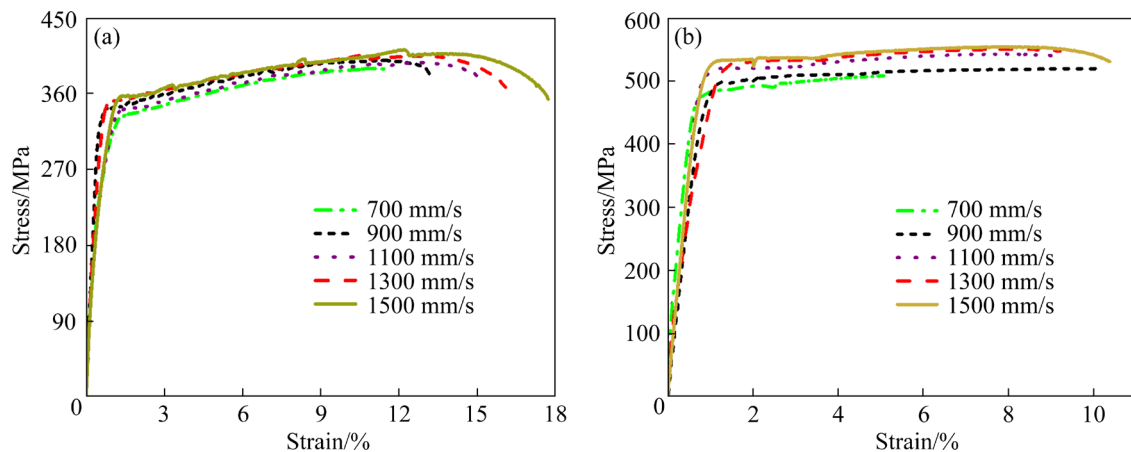 (a)
450
360
270
180
90
0
Stress/MPa
700 mm/s
900 mm/s
1100 mm/s
1300 mm/s
1500 mm/s
3 6 9 12 15 18
Strain/%
(b)
600
500
400
300
200
100
0
Stress/MPa
700 mm/s
900 mm/s
1100 mm/s
1300 mm/s
1500 mm/s
2 4 6 8 10
Strain/%